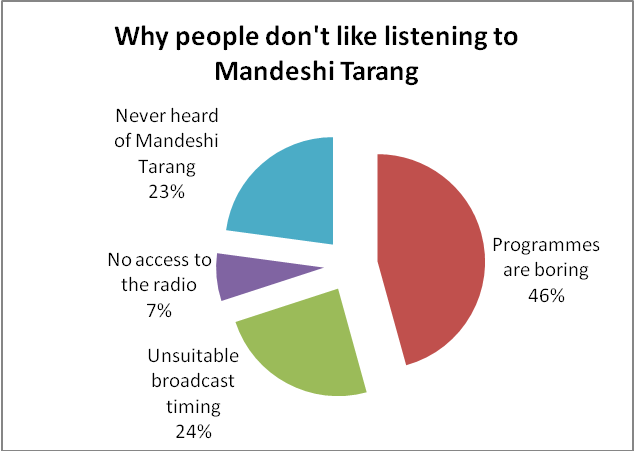 Why people don't like listening to
Mandeshi Tarang
Never heard
of Mandeshi
Tarang
23%
Programmes
are boring
46%
No access to
the radio
7%
Unsuitable
broadcast
timing
24%